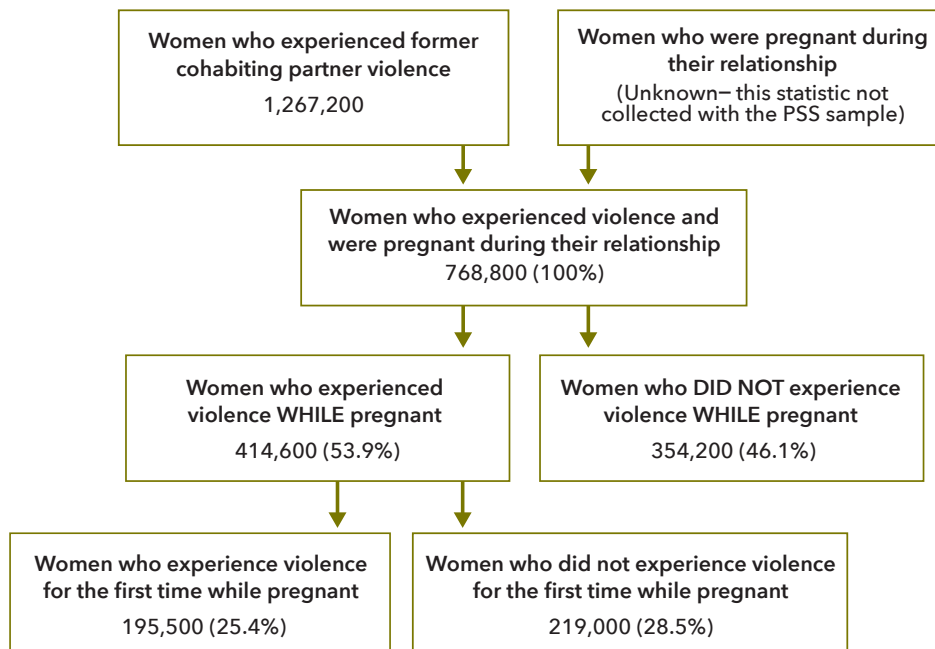 Women who experienced former
cohabiting partner violence
1,267,200
Women who were pregnant during
their relationship
(Unknown– this statistic not
collected with the PSS sample)
Women who experienced violence and
were pregnant during their relationship
768,800 (100%)
Women who experienced
violence WHILE pregnant
414,600 (53.9%)
Women who DID NOT experience
violence WHILE pregnant
354,200 (46.1%)
Women who experience violence
for the first time while pregnant
195,500 (25.4%)
Women who did not experience violence
for the first time while pregnant
219,000 (28.5%)